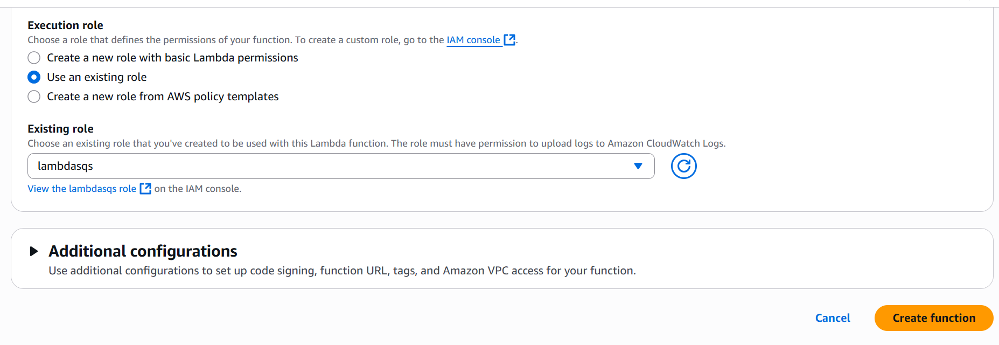 Execution role
Choose a role that defines the permissions of your function. To create a custom role, go to the IAM console .
Create a new role with basic Lambda permissions
Use an existing role
Create a new role from AWS policy templates
Existing role
Choose an existing role that you've created to be used with this Lambda function. The role must have permission to upload logs to Amazon CloudWatch Logs.
lambdasqs
View the lambdasqs role on the IAM console.
Additional configurations
Use additional configurations to set up code signing, function URL, tags, and Amazon VPC access for your function.
Cancel Create function